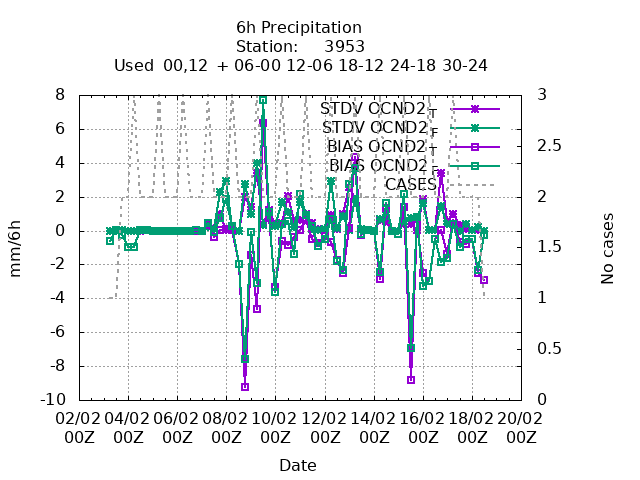 6h Precipitation
Station: 3953
Used 00,12 + 06-00 12-06 18-12 24-18 30-24
8
6
4
2
0
-2
-4
-6
-8
-10
mm/6h
3
2.5
2
1.5
1
0.5
0
No cases
STDV OCND2_T
STDV OCND2_F
BIAS OCND2_T
BIAS OCND2_F
CASES
02/02 04/02 06/02 08/02 10/02 12/02 14/02 16/02 18/02 20/02
00Z 00Z 00Z 00Z 00Z 00Z 00Z 00Z 00Z 00Z
Date